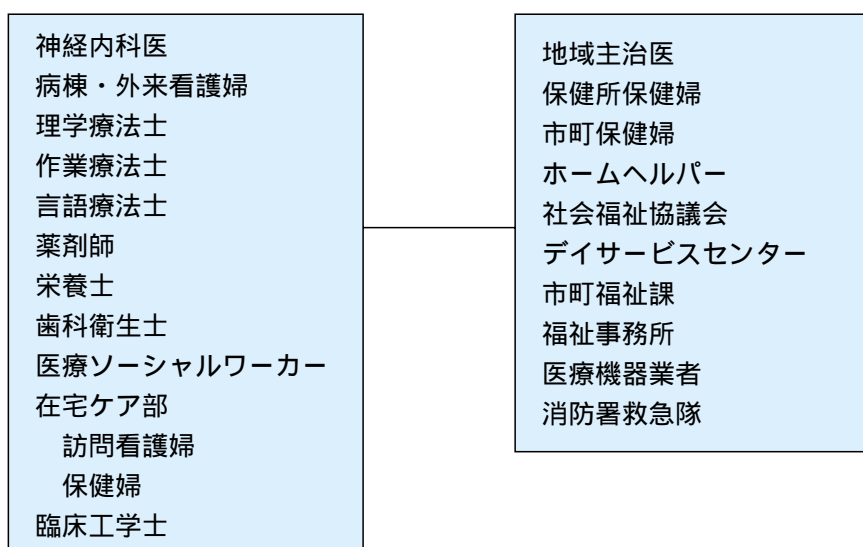 神経内科医
病棟・外来看護婦
理学療法士
作業療法士
言語療法士
薬剤師
栄養士
歯科衛生士
医療ソーシャルワーカー
在宅ケア部
訪問看護婦
保健婦
臨床工学士
地域主治医
保健所保健婦
市町保健婦
ホームヘルパー
社会福祉協議会
デイサービスセンター
市町福祉課
福祉事務所
医療機器業者
消防署救急隊